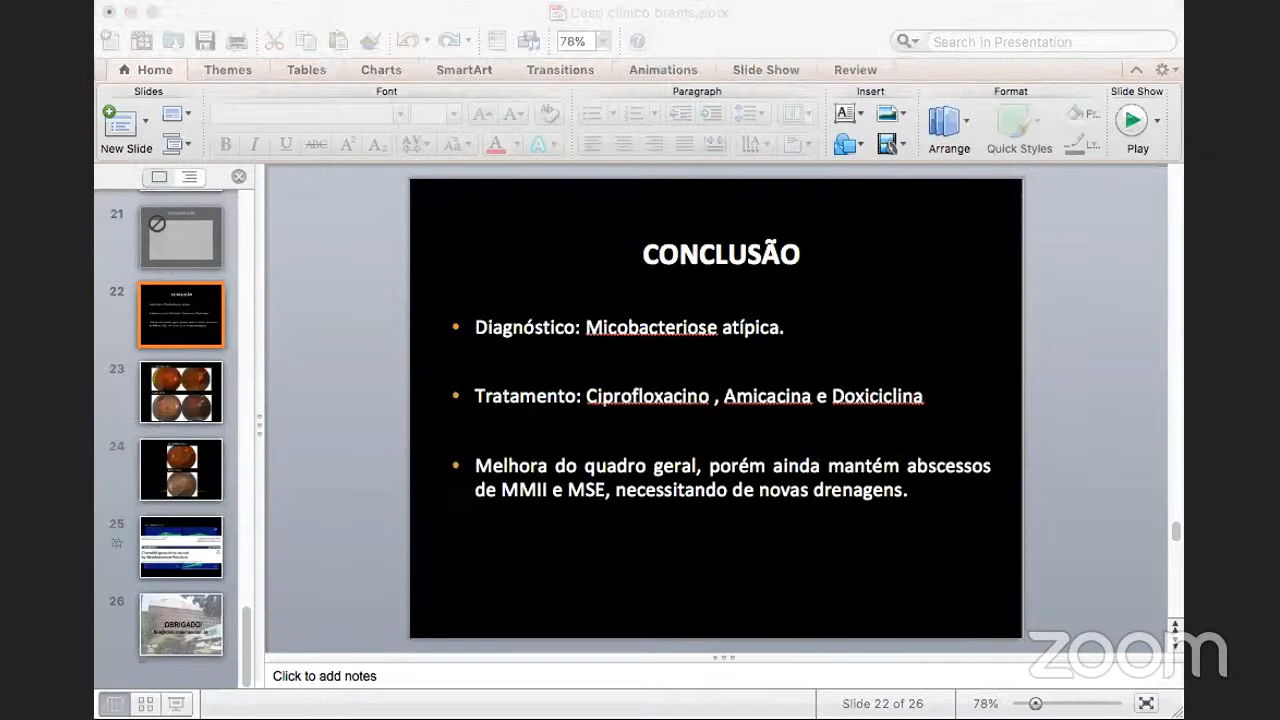 Caso clinico brams.pptx
78%
Search in Presentation
Home Themes Tables Charts SmartArt Transitions Animations Slide Show Review
Slides Font Paragraph Insert Format Slide Show
New Slide Arrange Quick Styles Play
21
22
23
24
25
26
CONCLUSÃO
• Diagnóstico: Micobacteriose atípica.
• Tratamento: Ciprofloxacino , Amicacina e Doxiciclina
• Melhora do quadro geral, porém ainda mantém abscessos
de MMII e MSE, necessitando de novas drenagens.
OBRIGADO!
zoom
Click to add notes
Slide 22 of 26 78%